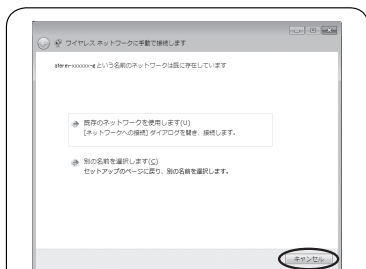 ワイヤレス ネットワークに手動で接続します
aterm-xxxxxx-g という名前のネットワークは既に存在しています
既存のネットワークを使用します(U)
[ネットワークへの接続] ダイアログを開き、接続します。
別の名前を選択します(C)
セットアップのページに戻り、別の名前を選択します。
キャンセル